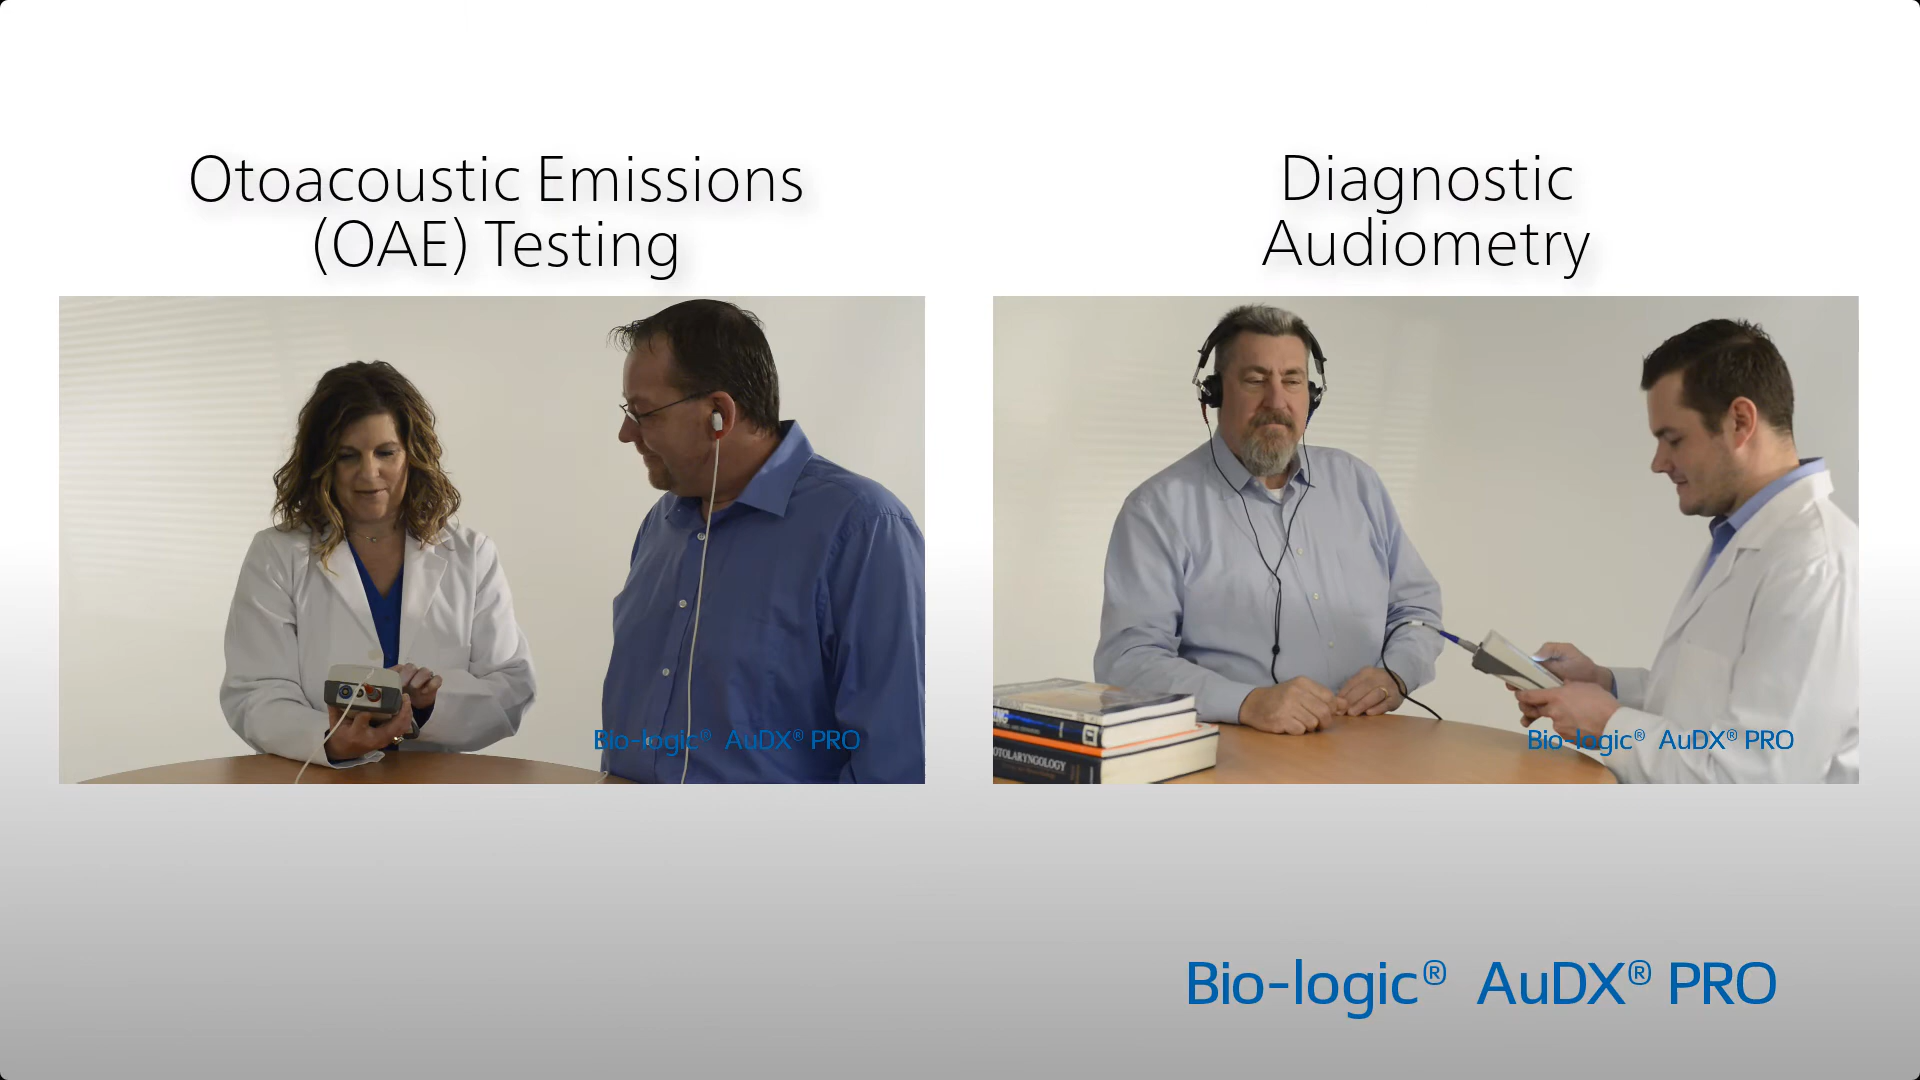 Otoacoustic Emissions
(OAE) Testing
Diagnostic
Audiometry
Bio-logic® AuDX® PRO
OTOLARYNGOLOGY
Bio-logic® AuDX® PRO
Bio-logic® AuDX® PRO